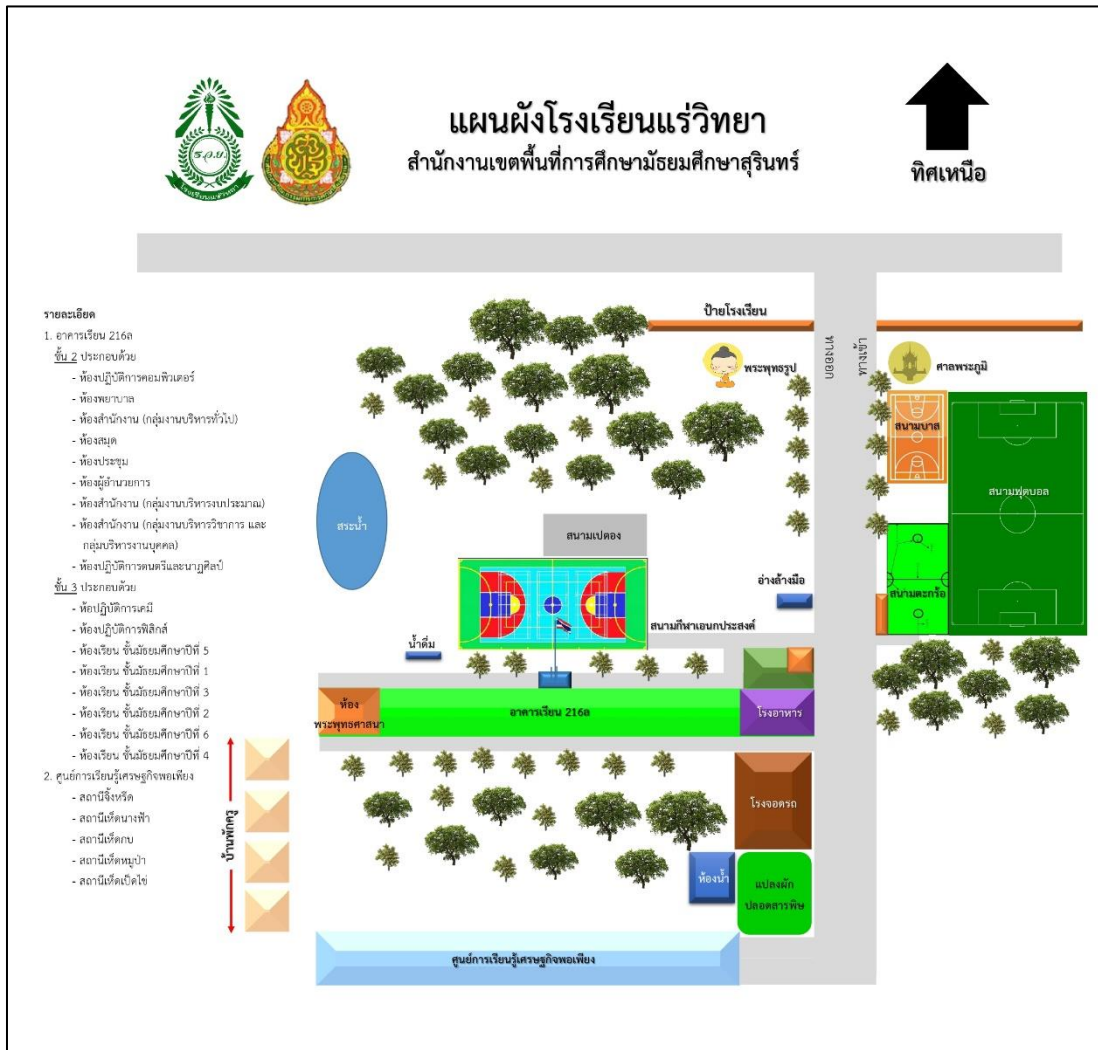 แผนผังโรงเรียนแร่วิทยา
สำนักงานเขตพื้นที่การศึกษามัธยมศึกษาสุรินทร์
ทิศเหนือ
ร.ว.ย.
รายละเอียด
1. อาคารเรียน 216ล
ชั้น 2 ประกอบด้วย
- ห้องปฏิบัติการคอมพิวเตอร์
- ห้องพยาบาล
- ห้องสำนักงาน (กลุ่มงานบริหารทั่วไป)
- ห้องสมุด
- ห้องประชุม
- ห้องผู้อำนวยการ
- ห้องสำนักงาน (กลุ่มงานบริหารงบประมาณ)
- ห้องสำนักงาน (กลุ่มงานบริหารวิชาการ และ
กลุ่มบริหารงานบุคคล)
- ห้องปฏิบัติการดนตรีและนาฏศิลป์
ชั้น 3 ประกอบด้วย
- ห้อปฏิบัติการเคมี
- ห้องปฏิบัติการฟิสิกส์
- ห้องเรียน ชั้นมัธยมศึกษาปีที่ 5
- ห้องเรียน ชั้นมัธยมศึกษาปีที่ 1
- ห้องเรียน ชั้นมัธยมศึกษาปีที่ 3
- ห้องเรียน ชั้นมัธยมศึกษาปีที่ 2
- ห้องเรียน ชั้นมัธยมศึกษาปีที่ 6
- ห้องเรียน ชั้นมัธยมศึกษาปีที่ 4
2. ศูนย์การเรียนรู้เศรษฐกิจพอเพียง
- สถานีจิ้งหรีด
- สถานีเห็ดนางฟ้า
- สถานีเห็ดกบ
- สถานีเห็ดหมูป่า
- สถานีเห็ดเป็ดไข่
บ้านพักครู
ป้ายโรงเรียน
พระพุทธรูป
ทางออก
ทางเข้า
ศาลพระภูมิ
สนามบาส
สนามฟุตบอล
สระน้ำ
สนามเปตอง
อ่างล้างมือ
สนามตะกร้อ
สนามกีฬาเอนกประสงค์
น้ำดื่ม
ห้อง
พระพุทธศาสนา
อาคารเรียน 216ล
โรงอาหาร
โรงจอดรถ
ห้องน้ำ
แปลงผัก
ปลอดสารพิษ
ศูนย์การเรียนรู้เศรษฐกิจพอเพียง